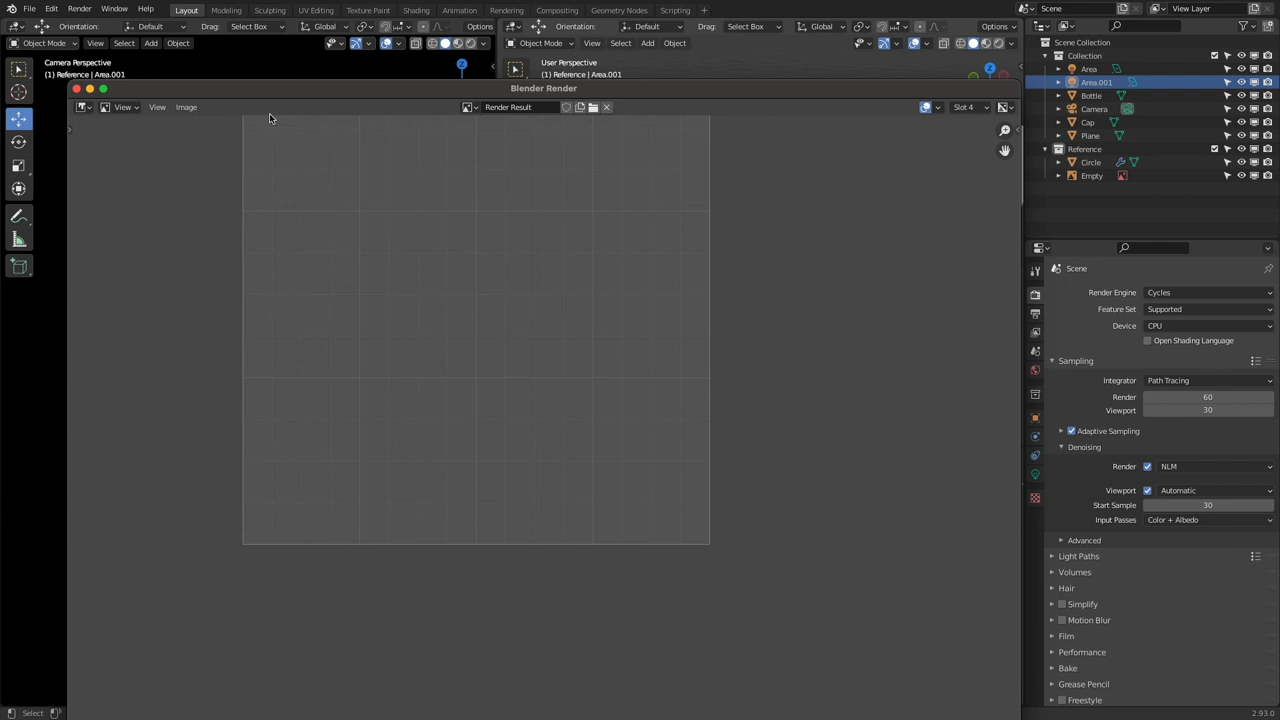 File Edit Render Window Help Layout Modeling Sculpting UV Editing Texture Paint Shading Animation Rendering Compositing Geometry Nodes Scripting Scene View Layer
Orientation: Default Drag: Select Box Global Options Orientation: Default Drag: Select Box Global Options
Object Mode View Select Add Object Object Mode View Select Add Object
Scene Collection
Collection
Area
Area.001
Bottle
Camera
Cap
Plane
Reference
Circle
Empty
Camera Perspective
(1) Reference | Area.001
User Perspective
(1) Reference | Area.001
Z
Z
Blender Render
View View Image Render Result Slot 4
Scene
Render Engine Cycles
Feature Set Supported
Device CPU
Open Shading Language
Sampling
Integrator Path Tracing
Render 60
Viewport 30
Adaptive Sampling
Denoising
Render NLM
Viewport Automatic
Start Sample 30
Input Passes Color + Albedo
Advanced
Light Paths
Volumes
Hair
Simplify
Motion Blur
Film
Performance
Bake
Grease Pencil
Freestyle
Select
2.93.0